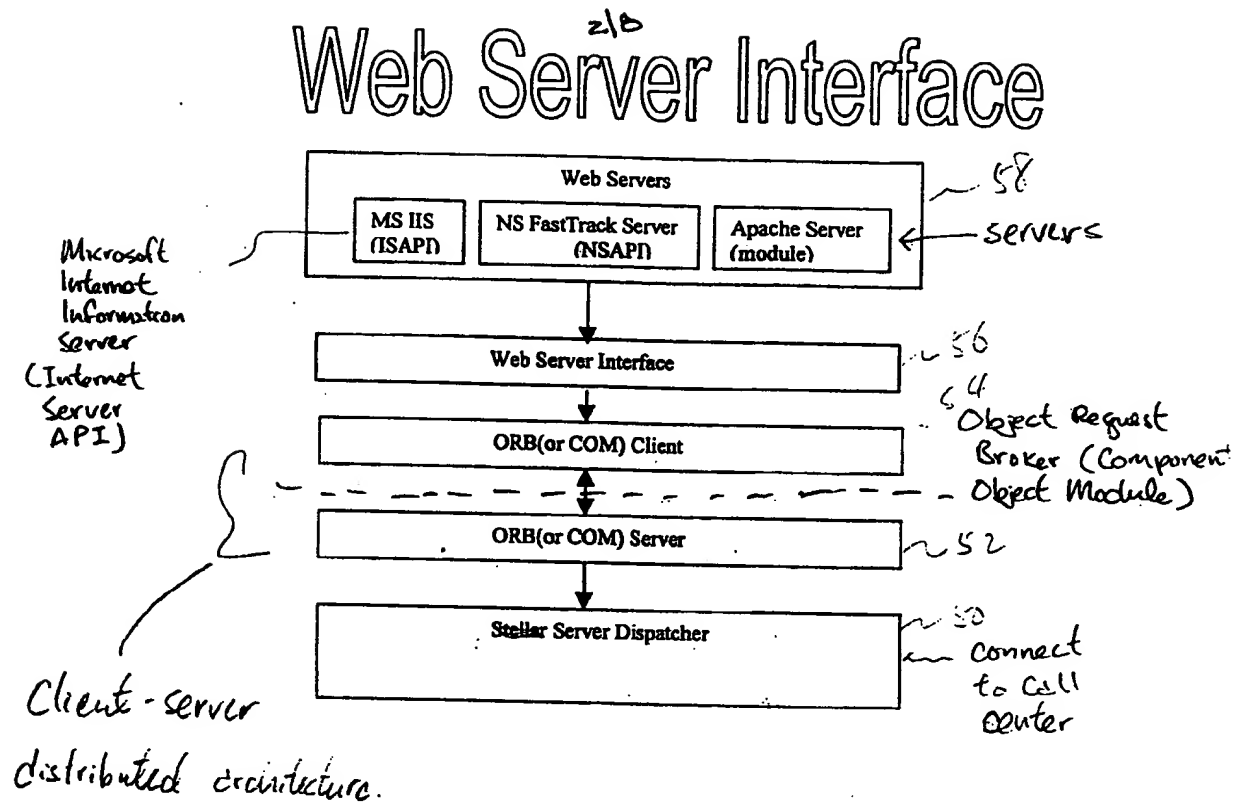 2/8
Web Server Interface
Web Servers
58
MS IIS
(ISAPI)
NS FastTrack Server
(NSAPI)
Apache Server
(module)
servers
Microsoft
Internet
Information
Server
(Internet
Server
API)
Web Server Interface
56
54
ORB(or COM) Client
Object Request
Broker (Component
Object Module)
ORB(or COM) Server
52
Stellar Server Dispatcher
50
connect
to call
center
Client-server
distributed architecture.